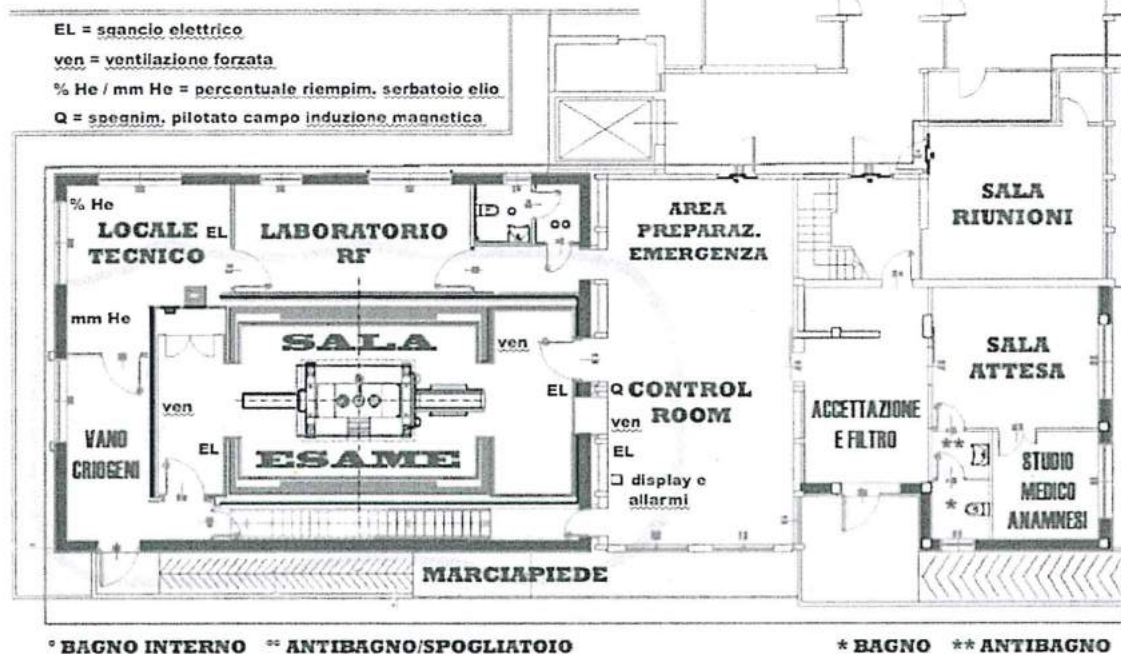 EL = sgancio elettrico
ven = ventilazione forzata
% He / mm He = percentuale riempim. serbatoio elio
Q = spegnim. pilotato campo induzione magnetica
% He
LOCALE
TECNICO
EL
LABORATORIO
RF
°
°°
AREA
PREPARAZ.
EMERGENZA
SALA
RIUNIONI
mm He
SALA
ESAME
ven
ven
EL
EL
Q
CONTROL
ROOM
ven
EL
display e
allarmi
VANO
CRIOGENI
ACCETTAZIONE
E FILTRO
SALA
ATTESA
**
*
STUDIO
MEDICO
ANAMNESI
MARCIAPIEDE
° BAGNO INTERNO °° ANTIBAGNO/SPOGLIATOIO
* BAGNO ** ANTIBAGNO